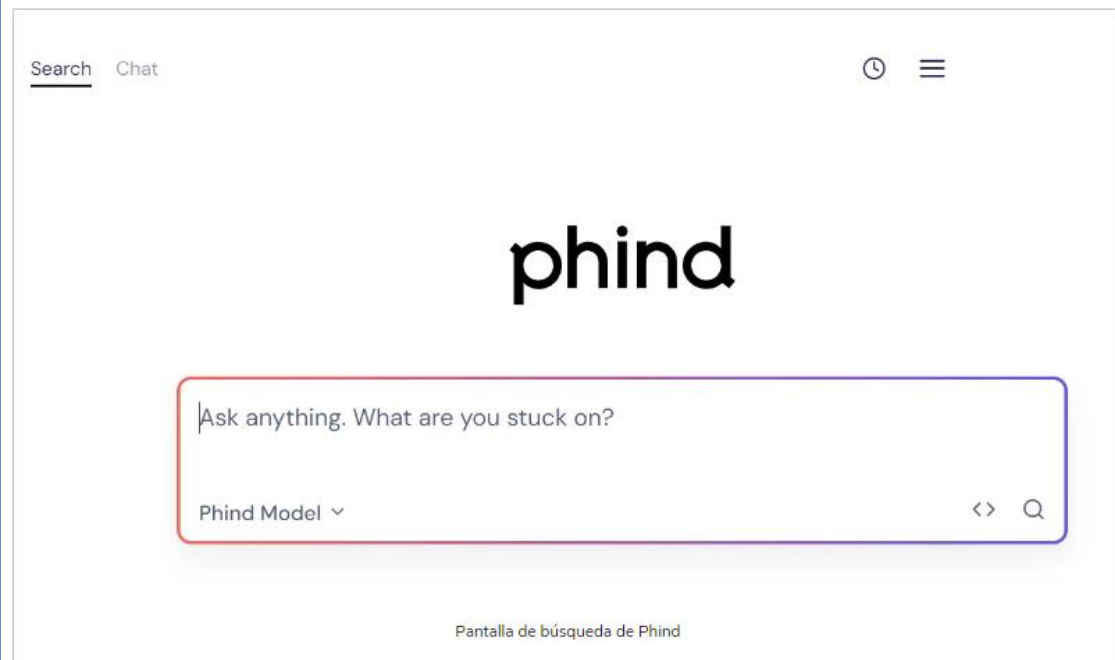 Search Chat
phind
Ask anything. What are you stuck on?
Phind Model
Pantalla de búsqueda de Phind